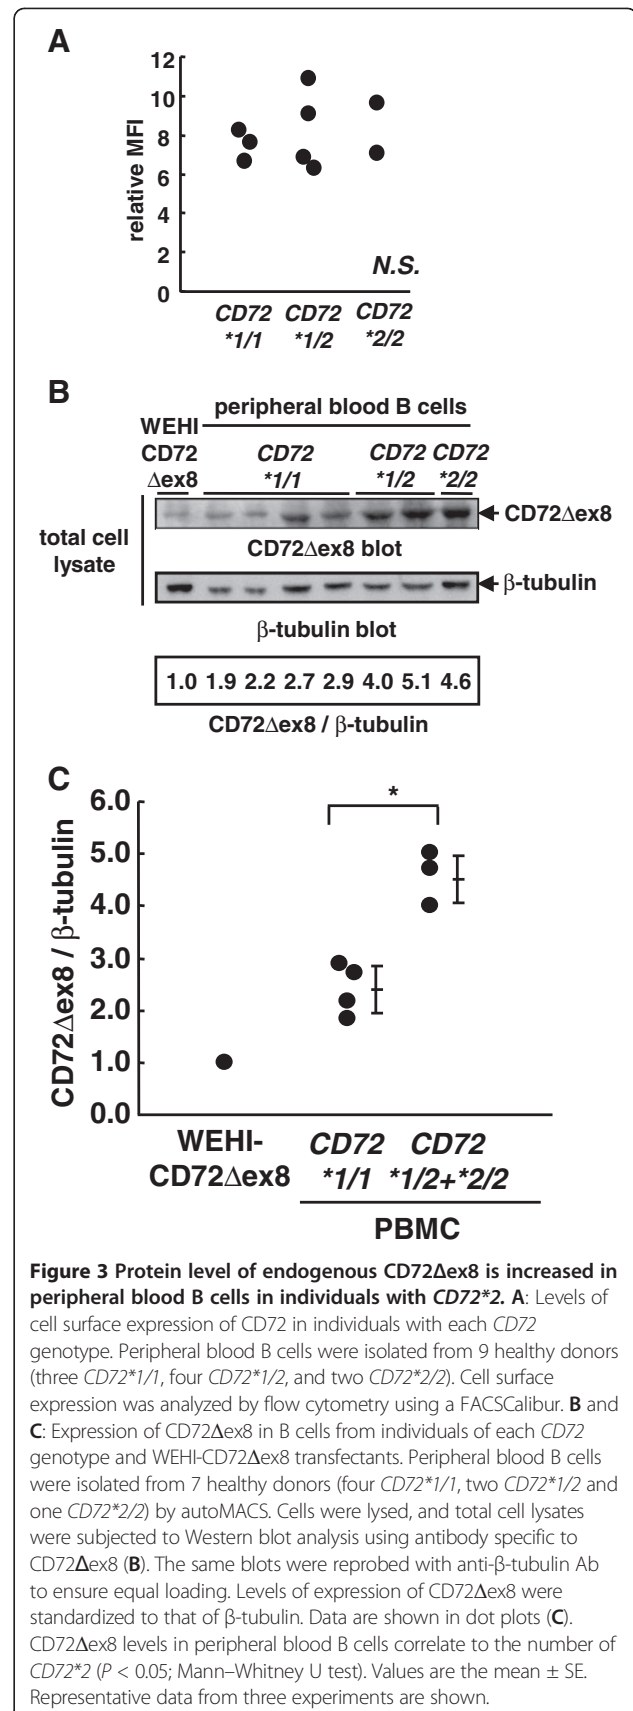 A
12
10
8
6
4
2
0
relative MFI
N.S.
CD72 CD72 CD72
*1/1 *1/2 *2/2
B
peripheral blood B cells
WEHI
CD72 CD72 CD72 CD72
Δex8 *1/1 *1/2 *2/2
total cell
lysate
CD72Δex8
CD72Δex8 blot
β-tubulin
β-tubulin blot
1.0 1.9 2.2 2.7 2.9 4.0 5.1 4.6
CD72Δex8 / β-tubulin
C
6.0
5.0
4.0
3.0
2.0
1.0
0.0
CD72Δex8 / β-tubulin
*
WEHI- CD72 CD72
CD72Δex8 *1/1 *1/2+*2/2
PBMC
Figure 3 Protein level of endogenous CD72Δex8 is increased in
peripheral blood B cells in individuals with CD72*2. A: Levels of
cell surface expression of CD72 in individuals with each CD72
genotype. Peripheral blood B cells were isolated from 9 healthy donors
(three CD72*1/1, four CD72*1/2, and two CD72*2/2). Cell surface
expression was analyzed by flow cytometry using a FACSCalibur. B and
C: Expression of CD72Δex8 in B cells from individuals of each CD72
genotype and WEHI-CD72Δex8 transfectants. Peripheral blood B cells
were isolated from 7 healthy donors (four CD72*1/1, two CD72*1/2 and
one CD72*2/2) by autoMACS. Cells were lysed, and total cell lysates
were subjected to Western blot analysis using antibody specific to
CD72Δex8 (B). The same blots were reprobed with anti-β-tubulin Ab
to ensure equal loading. Levels of expression of CD72Δex8 were
standardized to that of β-tubulin. Data are shown in dot plots (C).
CD72Δex8 levels in peripheral blood B cells correlate to the number of
CD72*2 (P < 0.05; Mann–Whitney U test). Values are the mean ± SE.
Representative data from three experiments are shown.